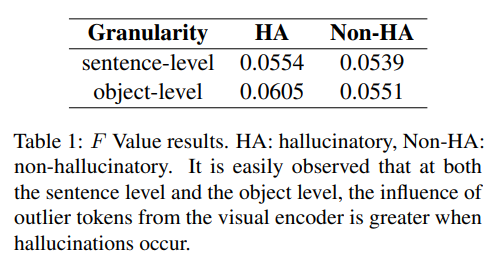 Granularity HA Non-HA
sentence-level 0.0554 0.0539
object-level 0.0605 0.0551
Table 1: F Value results. HA: hallucinatory, Non-HA:
non-hallucinatory. It is easily observed that at both
the sentence level and the object level, the influence of
outlier tokens from the visual encoder is greater when
hallucinations occur.